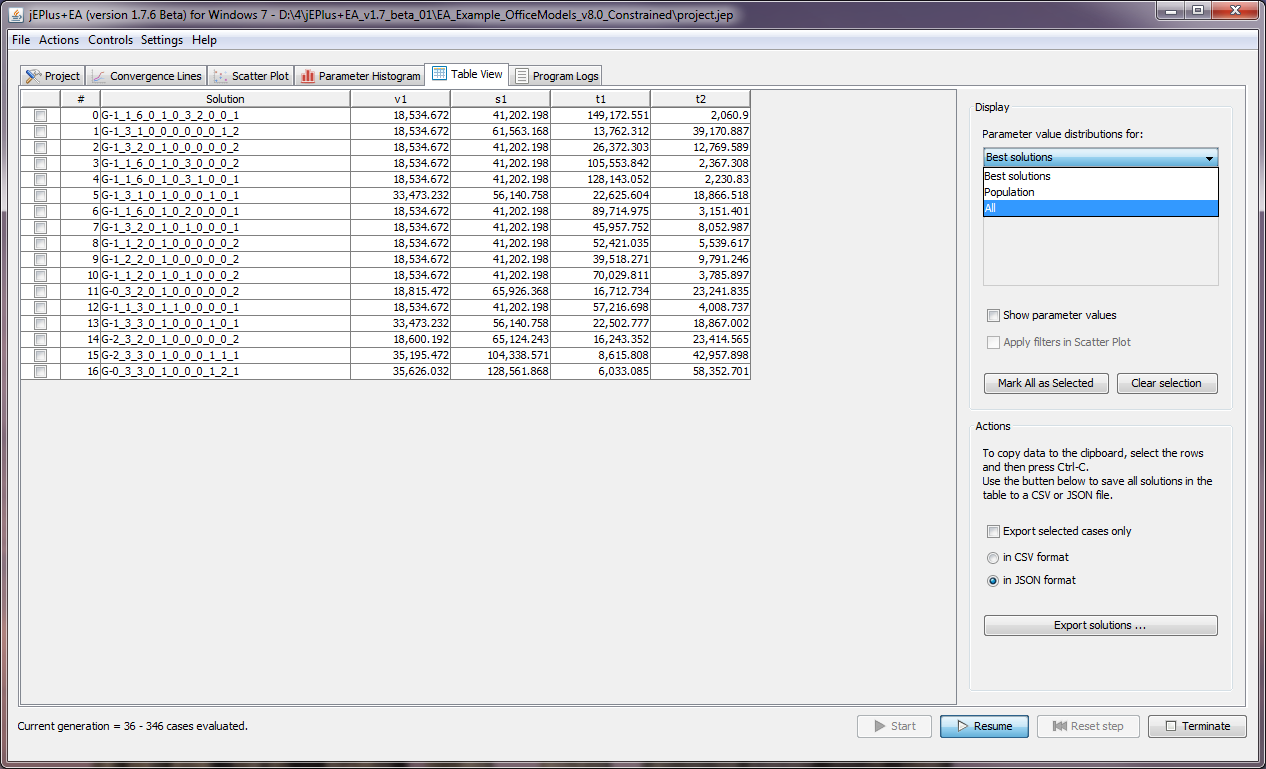 jEPlus+EA (version 1.7.6 Beta) for Windows 7 - D:\4\jEPlus+EA_v1.7_beta_01\EA_Example_OfficeModels_v8.0_Constrained\project.jep
File Actions Controls Settings Help
Project Convergence Lines Scatter Plot Parameter Histogram Table View Program Logs
# Solution v1 s1 t1 t2
0 G-1_1_6_0_1_0_3_2_0_0_1 18,534.672 41,202.198 149,172.551 2,060.9
1 G-1_3_1_0_0_0_0_0_0_1_2 18,534.672 61,563.168 13,762.312 39,170.887
2 G-1_3_2_0_1_0_0_0_0_0_2 18,534.672 41,202.198 26,372.303 12,769.589
3 G-1_1_6_0_1_0_3_0_0_0_2 18,534.672 41,202.198 105,553.842 2,367.308
4 G-1_1_6_0_1_0_3_1_0_0_1 18,534.672 41,202.198 128,143.052 2,230.83
5 G-1_3_1_0_1_0_0_0_1_0_1 33,473.232 56,140.758 22,625.604 18,866.518
6 G-1_1_6_0_1_0_2_0_0_0_1 18,534.672 41,202.198 89,714.975 3,151.401
7 G-1_3_2_0_1_0_1_0_0_0_1 18,534.672 41,202.198 45,957.752 8,052.987
8 G-1_1_2_0_1_0_0_0_0_0_2 18,534.672 41,202.198 52,421.035 5,539.617
9 G-1_2_2_0_1_0_0_0_0_0_2 18,534.672 41,202.198 39,518.271 9,791.246
10 G-1_1_2_0_1_0_1_0_0_0_2 18,534.672 41,202.198 70,029.811 3,785.897
11 G-0_3_2_0_1_0_0_0_0_0_2 18,815.472 65,926.368 16,712.734 23,241.835
12 G-1_1_3_0_1_1_0_0_0_0_1 18,534.672 41,202.198 57,216.698 4,008.737
13 G-1_3_3_0_1_0_0_0_1_0_1 33,473.232 56,140.758 22,502.777 18,867.002
14 G-2_3_2_0_1_0_0_0_0_0_2 18,600.192 65,124.243 16,243.352 23,414.565
15 G-2_3_3_0_1_0_0_0_1_1_1 35,195.472 104,338.571 8,615.808 42,957.898
16 G-0_3_3_0_1_0_0_0_1_2_1 35,626.032 128,561.868 6,033.085 58,352.701
Display
Parameter value distributions for:
Best solutions
Best solutions
Population
All
Show parameter values
Apply filters in Scatter Plot
Mark All as Selected Clear selection
Actions
To copy data to the clipboard, select the rows
and then press Ctrl-C.
Use the butten below to save all solutions in the
table to a CSV or JSON file.
Export selected cases only
in CSV format
in JSON format
Export solutions ...
Current generation = 36 - 346 cases evaluated.
Start Resume Reset step Terminate